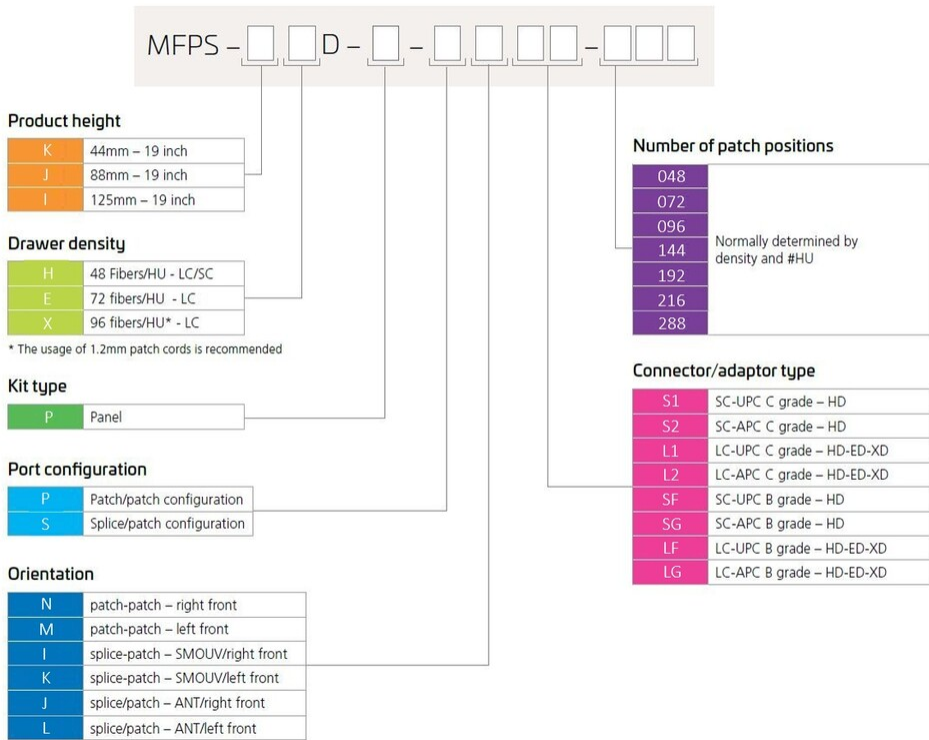 MFPS – D – – –
Product height
K 44mm – 19 inch
J 88mm – 19 inch
I 125mm – 19 inch
Drawer density
H 48 Fibers/HU - LC/SC
E 72 fibers/HU - LC
X 96 fibers/HU* - LC
* The usage of 1.2mm patch cords is recommended
Kit type
P Panel
Port configuration
P Patch/patch configuration
S Splice/patch configuration
Orientation
N patch-patch – right front
M patch-patch – left front
I splice-patch – SMOUV/right front
K splice-patch – SMOUV/left front
J splice/patch – ANT/right front
L splice/patch – ANT/left front
Number of patch positions
048
072
096
144
192
216
288
Normally determined by
density and #HU
Connector/adaptor type
S1 SC-UPC C grade – HD
S2 SC-APC C grade – HD
L1 LC-UPC C grade – HD-ED-XD
L2 LC-APC C grade – HD-ED-XD
SF SC-UPC B grade – HD
SG SC-APC B grade – HD
LF LC-UPC B grade – HD-ED-XD
LG LC-APC B grade – HD-ED-XD